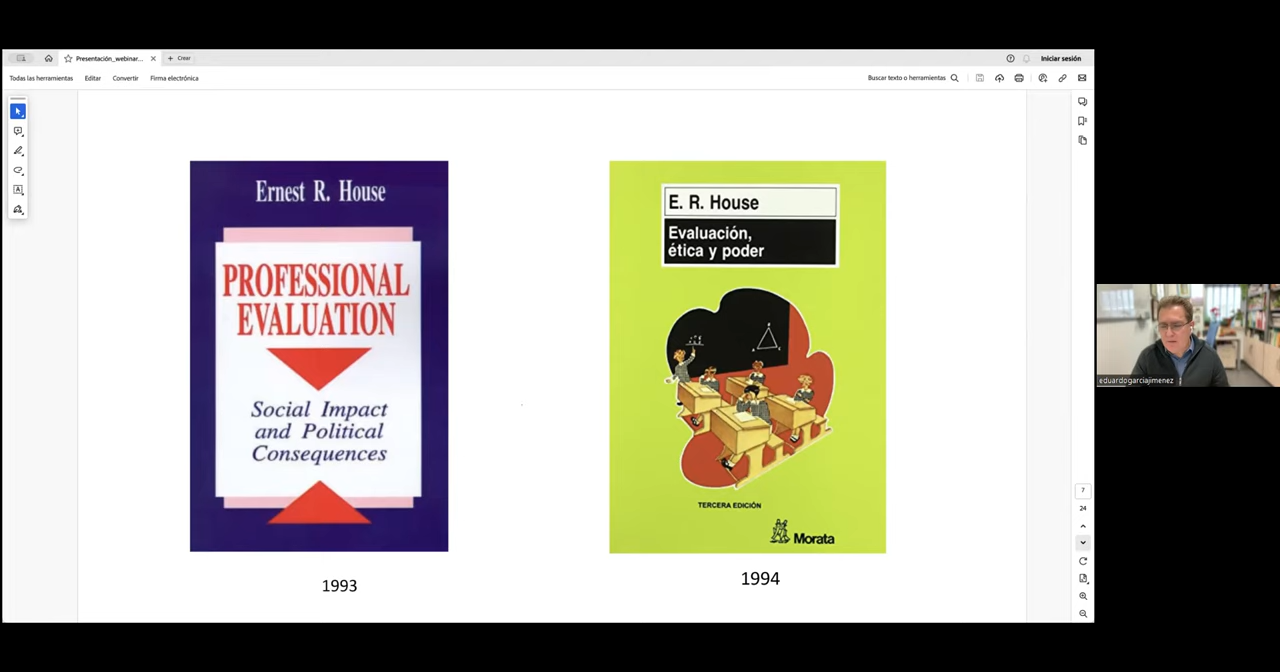 Presentación_webinar...
Crear
Iniciar sesión
Todas las herramientas
Editar
Convertir
Firma electrónica
Buscar texto o herramientas
Ernest R. House
PROFESSIONAL
EVALUATION
Social Impact
and Political
Consequences
1993
E. R. House
Evaluación,
ética y poder
TERCERA EDICIÓN
Morata
1994
eduardogarciajimenez
7
24